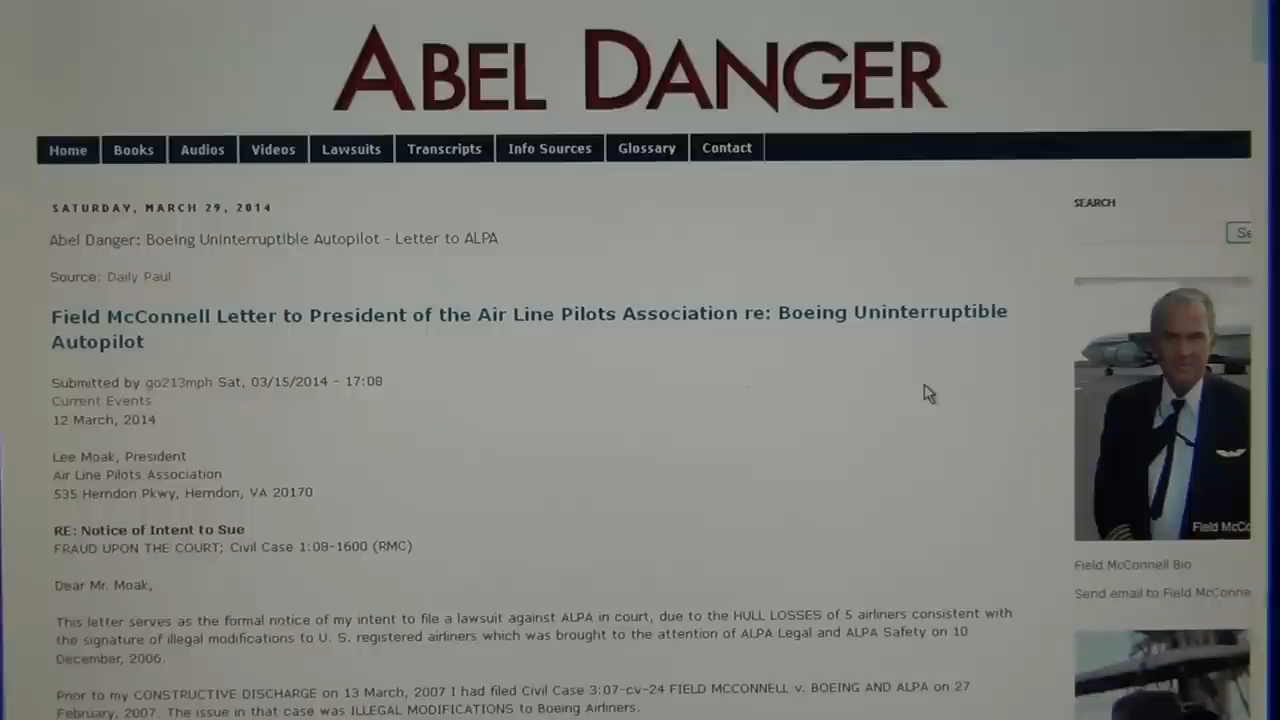 ABEL DANGER
Home Books Audios Videos Lawsuits Transcripts Info Sources Glossary Contact
SATURDAY, MARCH 29, 2014
Abel Danger: Boeing Uninterruptible Autopilot - Letter to ALPA
Source: Daily Paul
Field McConnell Letter to President of the Air Line Pilots Association re: Boeing Uninterruptible
Autopilot
Submitted by go213mph Sat, 03/15/2014 - 17:08
Current Events
12 March, 2014
Lee Moak, President
Air Line Pilots Association
535 Herndon Pkwy, Herndon, VA 20170
RE: Notice of Intent to Sue
FRAUD UPON THE COURT; Civil Case 1:08-1600 (RMC)
Dear Mr. Moak,
This letter serves as the formal notice of my intent to file a lawsuit against ALPA in court, due to the HULL LOSSES of 5 airliners consistent with
the signature of illegal modifications to U. S. registered airliners which was brought to the attention of ALPA Legal and ALPA Safety on 10
December, 2006.
Prior to my CONSTRUCTIVE DISCHARGE on 13 March, 2007 I had filed Civil Case 3:07-cv-24 FIELD MCCONNELL v. BOEING AND ALPA on 27
February, 2007. The issue in that case was ILLEGAL MODIFICATIONS to Boeing Airliners.
SEARCH
Se
Field McCo
Field McConnell Bio
Send email to Field McConne